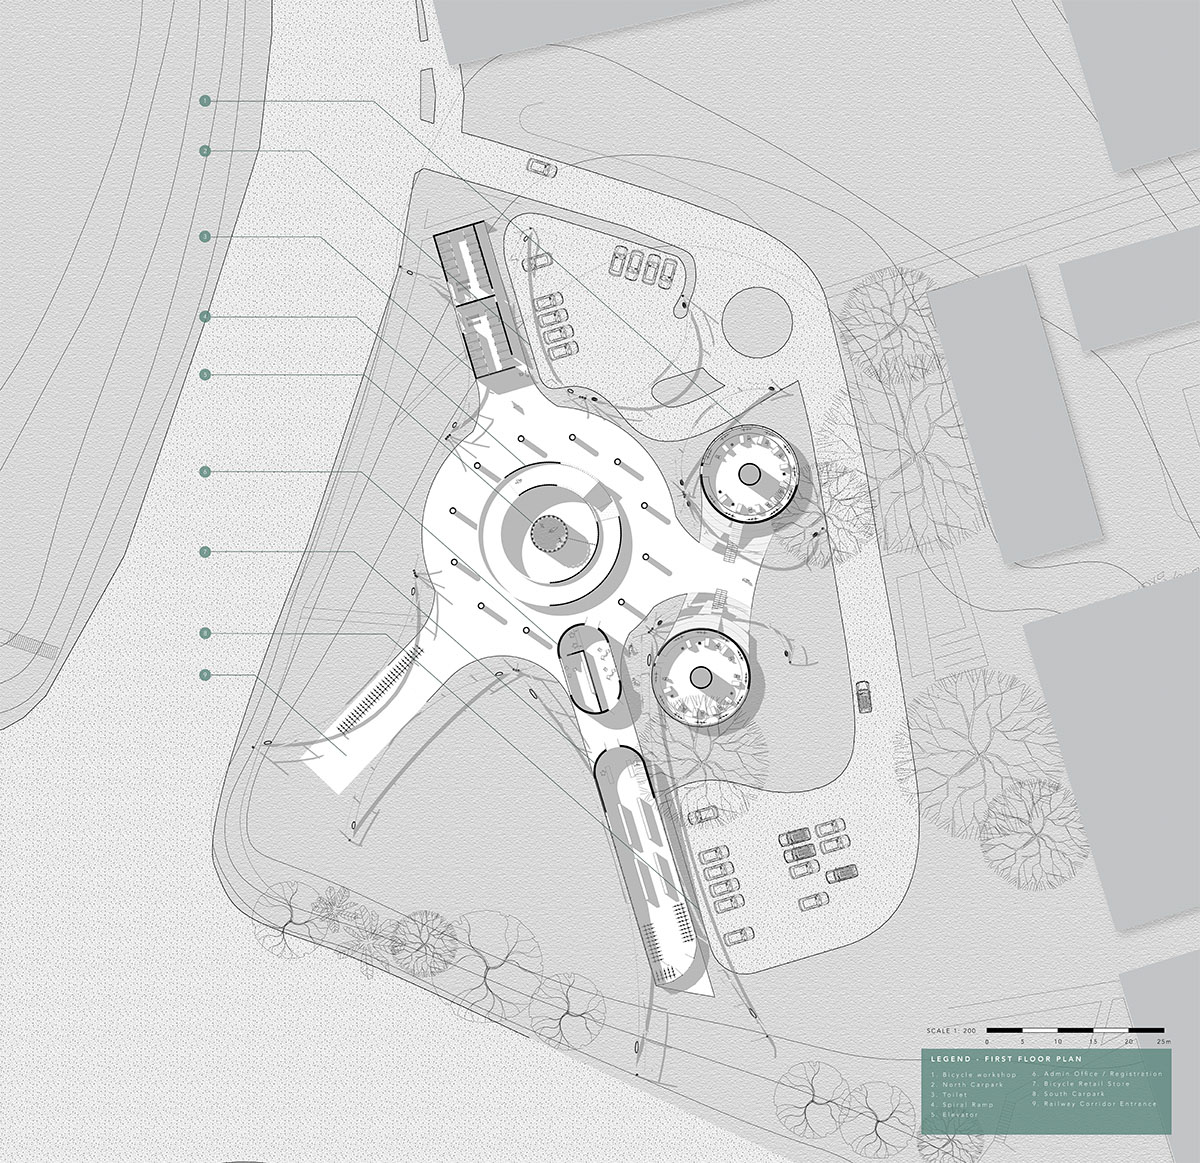 1
2
3
4
5
6
7
8
9
SCALE 1: 200
0 5 10 15 20 25m
LEGEND - FIRST FLOOR PLAN
1. Bicycle workshop
2. North Carpark
3. Toilet
4. Spiral Ramp
5. Elevator
6. Admin Office / Registration
7. Bicycle Retail Store
8. South Carpark
9. Railway Corridor Entrance